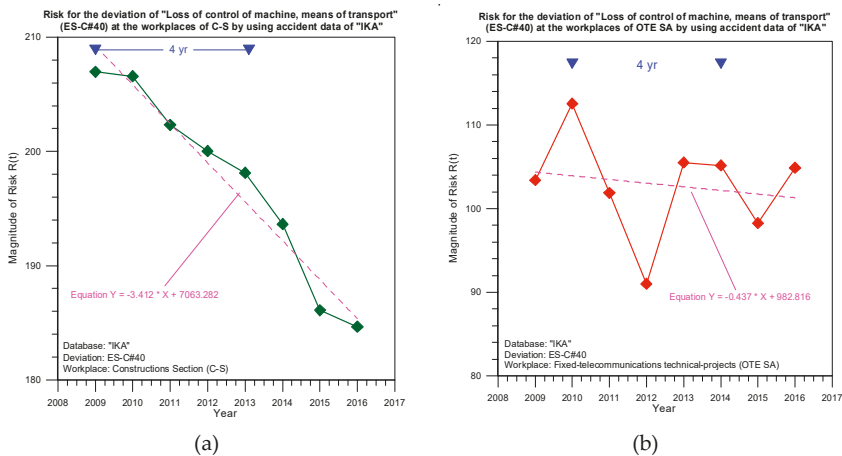 Risk for the deviation of "Loss of control of machine, means of transport"
(ES-C#40) at the workplaces of C-S by using accident data of "IKA"
210
200
190
180
Magnitude of Risk R(t)
4 yr
Equation Y = -3.412 * X + 7063.282
Database: "IKA"
Deviation: ES-C#40
Workplace: Constructions Section (C-S)
2008 2009 2010 2011 2012 2013 2014 2015 2016 2017
Year
(a)
Risk for the deviation of "Loss of control of machine, means of transport"
(ES-C#40) at the workplaces of OTE SA by using accident data of "IKA"
120
110
100
90
80
Magnitude of Risk R(t)
4 yr
Equation Y = -0.437 * X + 982.816
Database: "IKA"
Deviation: ES-C#40
Workplace: Fixed-telecommunications technical-projects (OTE SA)
2008 2009 2010 2011 2012 2013 2014 2015 2016 2017
Year
(b)